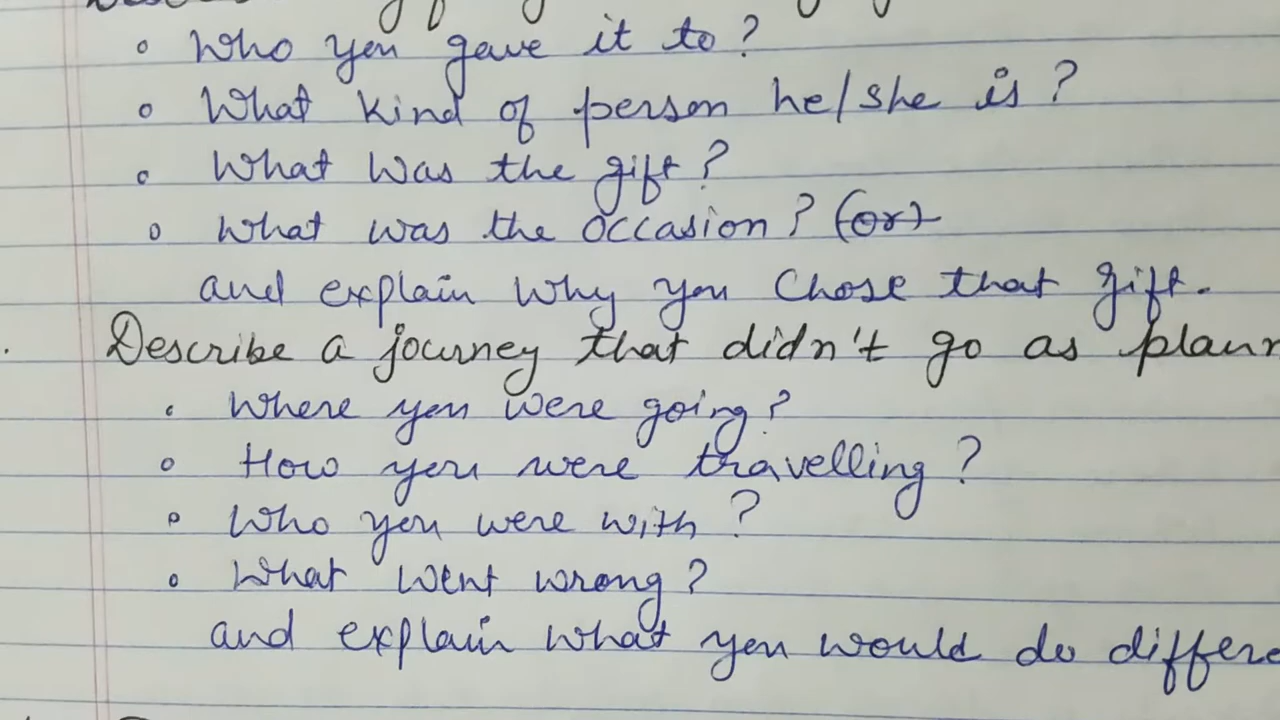 ◦ Who you gave it to?
◦ What kind of person he/she is?
◦ What was the gift?
◦ What was the occasion? (or)
and explain why you chose that gift.
Describe a journey that didn't go as plann
◦ Where you were going?
◦ How you were travelling?
◦ Who you were with?
◦ What went wrong?
and explain what you would do differe